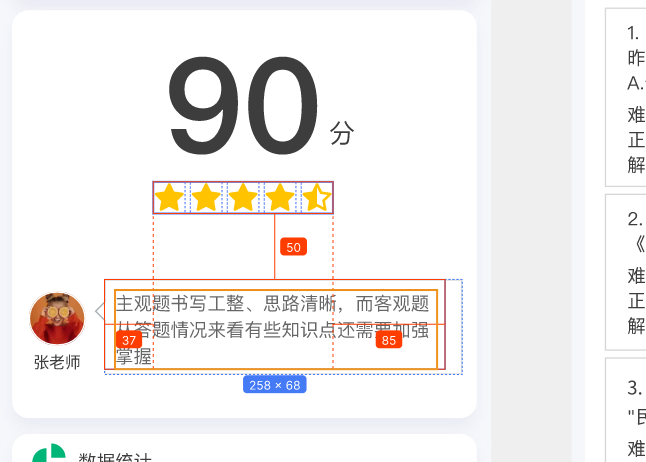 90 分
50
主观题书写工整、思路清晰，而客观题
从答题情况来看有些知识点还需要加强
掌握
37
85
张老师
258 × 68
数据统计
1.
昨
A.
难
正
解
2.
《
难
正
解
3.
"
难